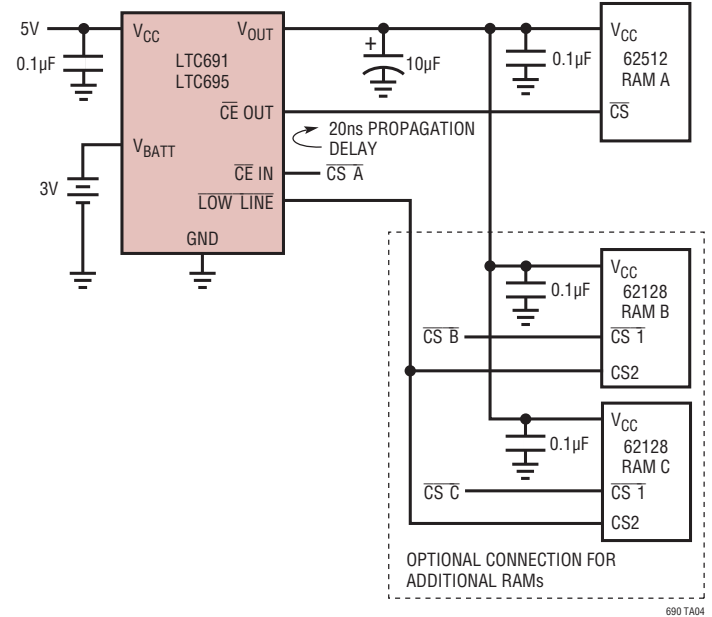 5V
0.1µF
VCC
VOUT
LTC691
LTC695
CE OUT
VBATT
CE IN
LOW LINE
GND
3V
+
10µF
20ns PROPAGATION
DELAY
CS A
0.1µF
VCC
62512
RAM A
CS
0.1µF
VCC
62128
RAM B
CS B
CS 1
CS2
0.1µF
VCC
62128
RAM C
CS C
CS 1
CS2
OPTIONAL CONNECTION FOR
ADDITIONAL RAMs
690 TA04